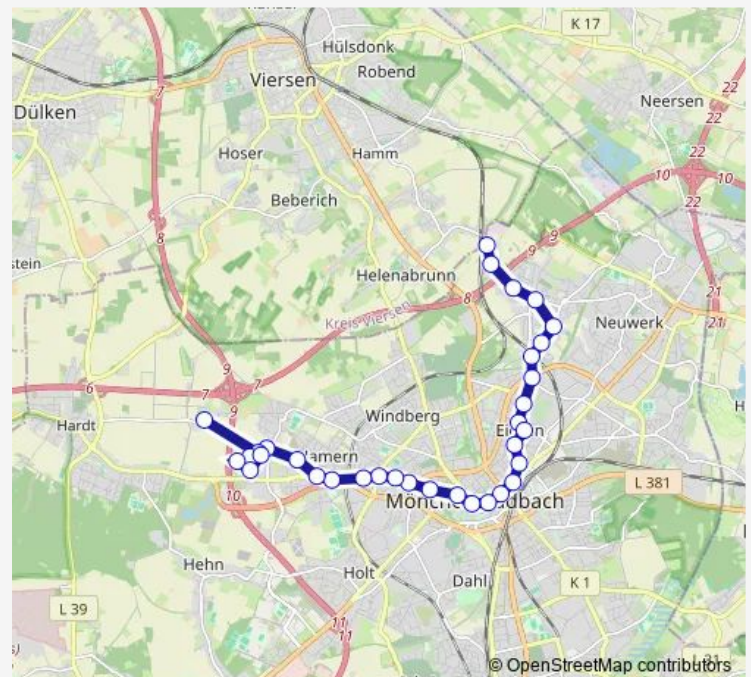 K 17
Hülsdonk
Robend
Viersen
Neersen
7
22
Dülken
22
22
Hoser
Hamm
10
10
22
Beberich
8
9
9
stein
Helenabrunn
8
21
21
Kreis Viersen
Neuwerk
9
7
7
6
9
Windberg
Hardt
10
L 381
Hehn
Holt
Dahl
K 1
L 39
11
11
© OpenStreetMap contributors